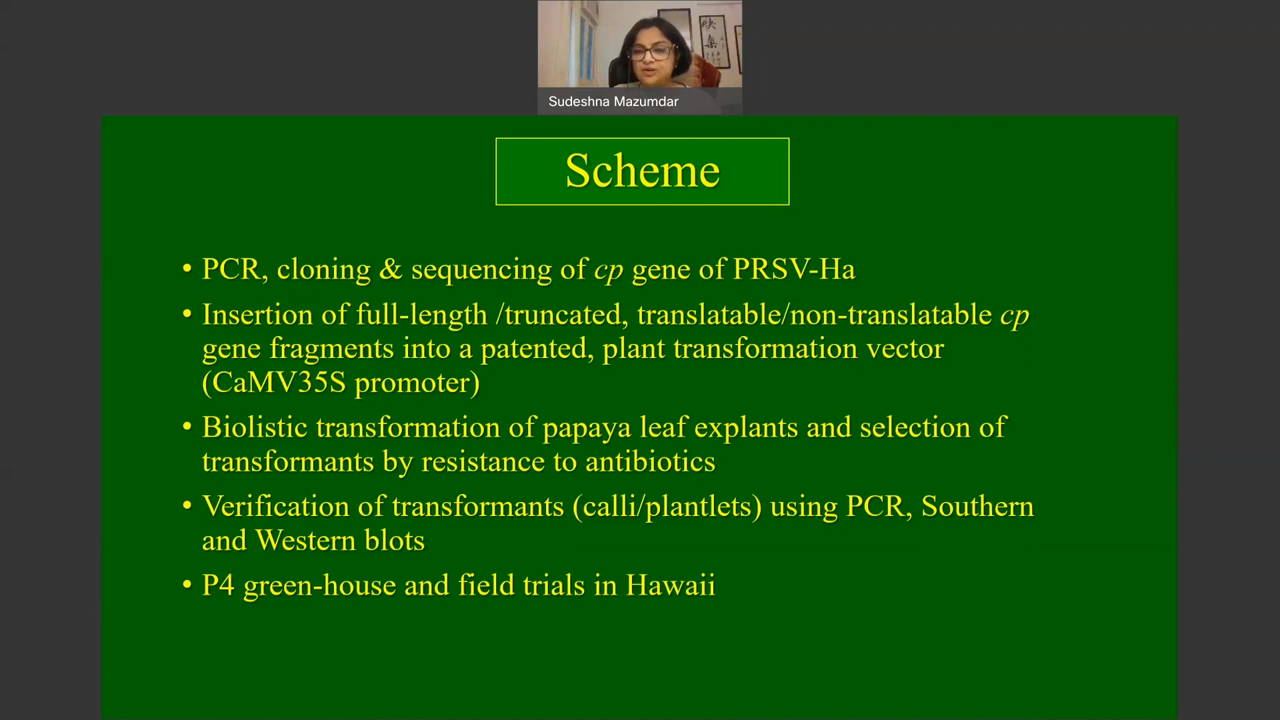 Sudeshna Mazumdar
Scheme
• PCR, cloning & sequencing of cp gene of PRSV-Ha
• Insertion of full-length /truncated, translatable/non-translatable cp
gene fragments into a patented, plant transformation vector
(CaMV35S promoter)
• Biolistic transformation of papaya leaf explants and selection of
transformants by resistance to antibiotics
• Verification of transformants (calli/plantlets) using PCR, Southern
and Western blots
• P4 green-house and field trials in Hawaii